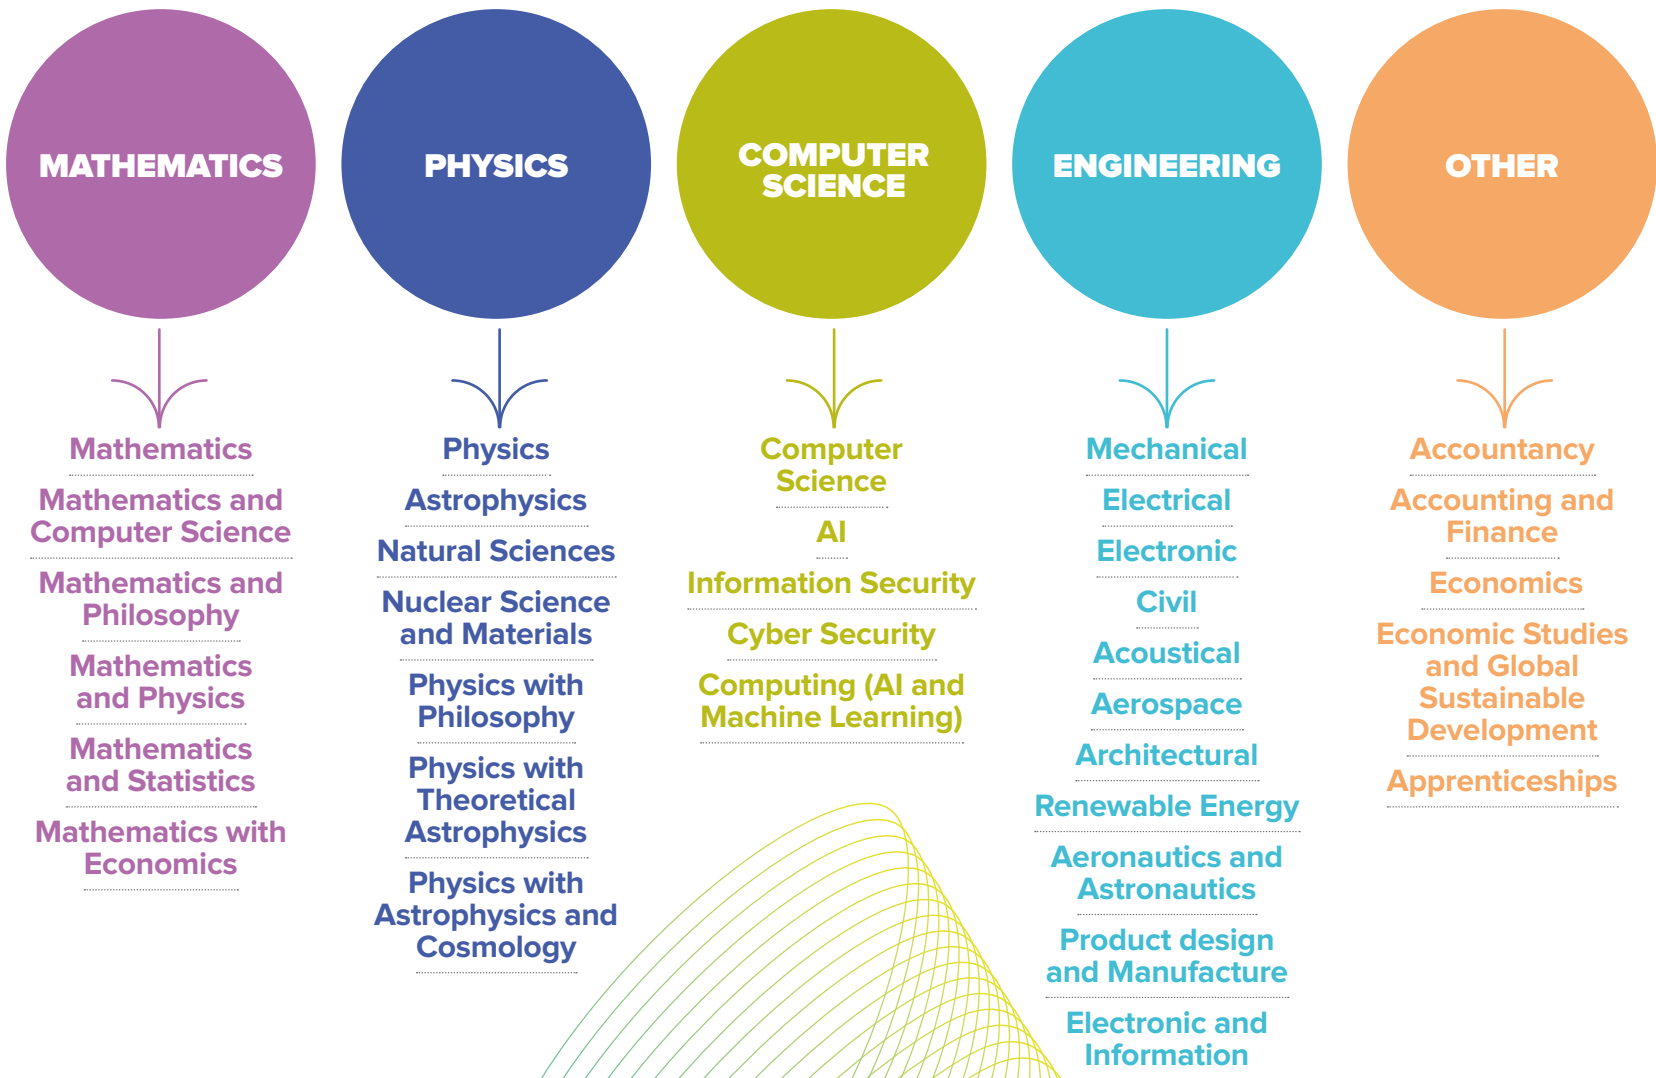 MATHEMATICS
Mathematics
Mathematics and
Computer Science
Mathematics and
Philosophy
Mathematics
and Physics
Mathematics
and Statistics
Mathematics with
Economics
PHYSICS
Physics
Astrophysics
Natural Sciences
Nuclear Science
and Materials
Physics with
Philosophy
Physics with
Theoretical
Astrophysics
Physics with
Astrophysics and
Cosmology
COMPUTER
SCIENCE
Computer
Science
AI
Information Security
Cyber Security
Computing (AI and
Machine Learning)
ENGINEERING
Mechanical
Electrical
Electronic
Civil
Acoustical
Aerospace
Architectural
Renewable Energy
Aeronautics and
Astronautics
Product design
and Manufacture
Electronic and
Information
OTHER
Accountancy
Accounting and
Finance
Economics
Economic Studies
and Global
Sustainable
Development
Apprenticeships